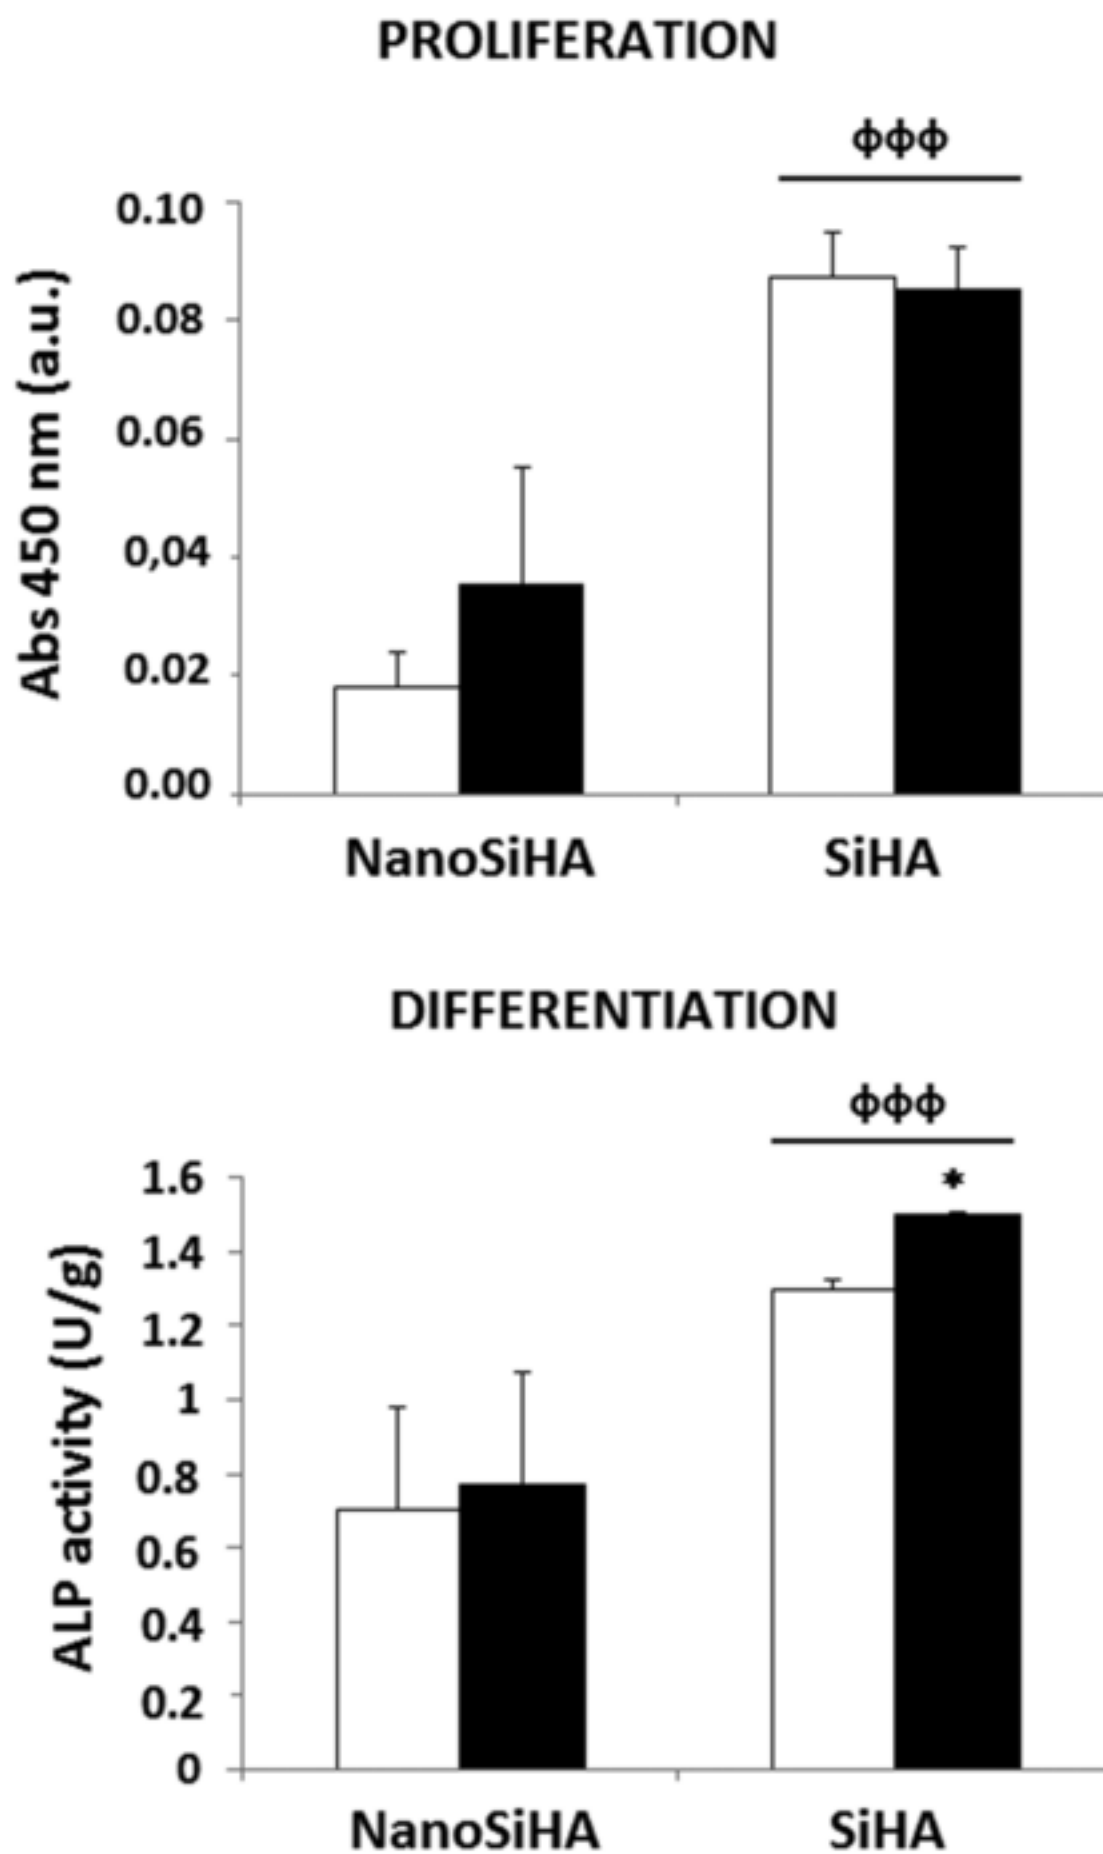 PROLIFERATION
ϕϕϕ
Abs 450 nm (a.u.)
0.10
0.08
0.06
0,04
0.02
0.00
NanoSiHA SiHA
DIFFERENTIATION
ϕϕϕ
*
ALP activity (U/g)
1.6
1.4
1.2
1
0.8
0.6
0.4
0.2
0
NanoSiHA SiHA